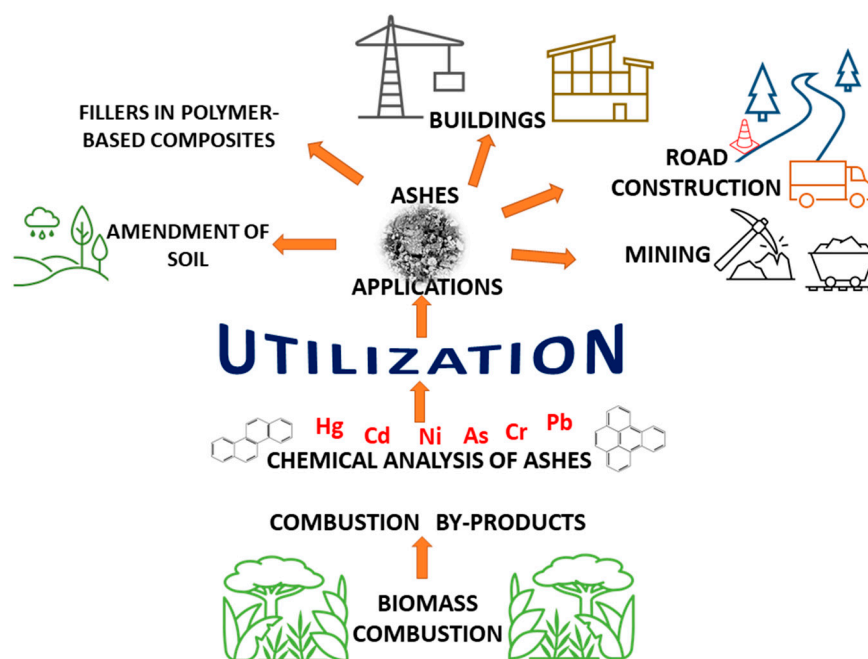 FILLERS IN POLYMER-
BASED COMPOSITES
BUILDINGS
ROAD
CONSTRUCTION
ASHES
AMENDMENT OF
SOIL
MINING
APPLICATIONS
UTILIZATION
Hg Cd Ni As Cr Pb
CHEMICAL ANALYSIS OF ASHES
COMBUSTION BY-PRODUCTS
BIOMASS
COMBUSTION